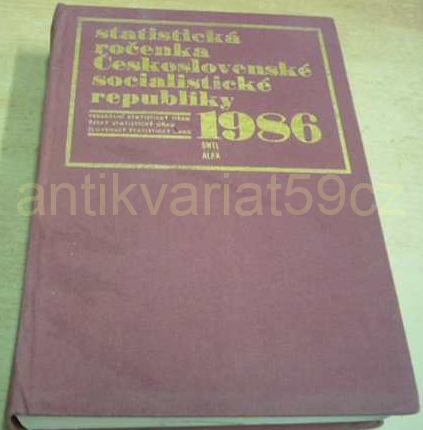 statistická
ročenka
Československé
socialistické
republiky
FEDERÁLNÍ STATISTICKÝ ÚŘAD
ČESKÝ STATISTICKÝ ÚŘAD
SLOVENSKÝ ŠTATISTICKÝ ÚRAD
1986
SNTL
ALFA
antikvariat59cz